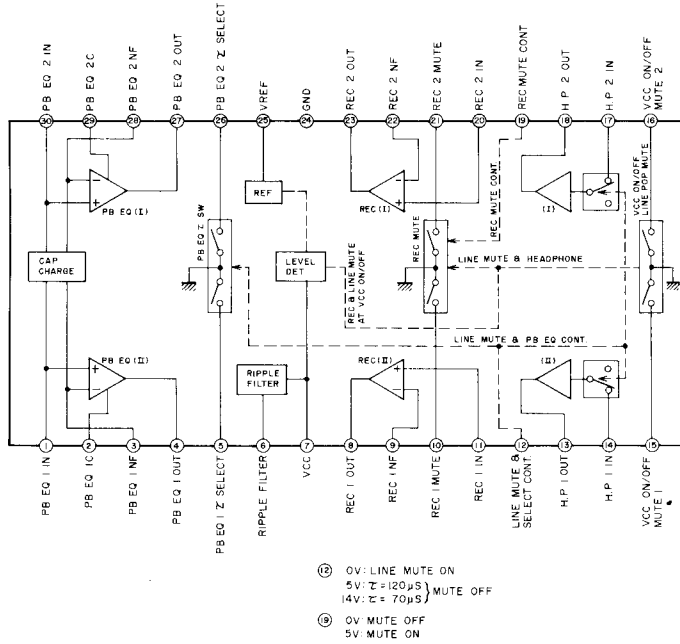 PB EQ 2 IN
PB EQ 2C
PB EQ 2 NF
PB EQ 2 OUT
PB EQ 2 τ SELECT
VREF
GND
REC 2 OUT
REC 2 NF
REC 2 MUTE
REC 2 IN
REC MUTE CONT
H.P 2 OUT
H.P. 2 IN
VCC ON/OFF
MUTE 2
30
29
28
27
26
25
24
23
22
21
20
19
18
17
16
PB EQ (I)
CAP
CHARGE
PB EQ τ SW
REF
LEVEL
DET
REC & LINE MUTE
AT VCC ON/OFF
REC (I)
REC MUTE
REC MUTE CONT.
(I)
VCC ON/OFF
LINE POP MUTE
LINE MUTE & HEADPHONE
LINE MUTE & PB EQ CONT.
PB EQ (II)
RIPPLE
FILTER
REC (II)
(II)
1
2
3
4
5
6
7
8
9
10
11
12
13
14
15
PB EQ 1 IN
PB EQ 1C
PB EQ 1 NF
PB EQ 1 OUT
PB EQ 1 τ SELECT
RIPPLE FILTER
VCC
REC 1 OUT
REC 1 NF
REC 1 MUTE
REC 1 IN
LINE MUTE &
SELECT CONT.
H.P 1 OUT
H.P 1 IN
VCC ON/OFF
MUTE 1
12 0V: LINE MUTE ON
5V: τ = 120µS
14V: τ = 70µS } MUTE OFF
19 0V: MUTE OFF
5V: MUTE ON